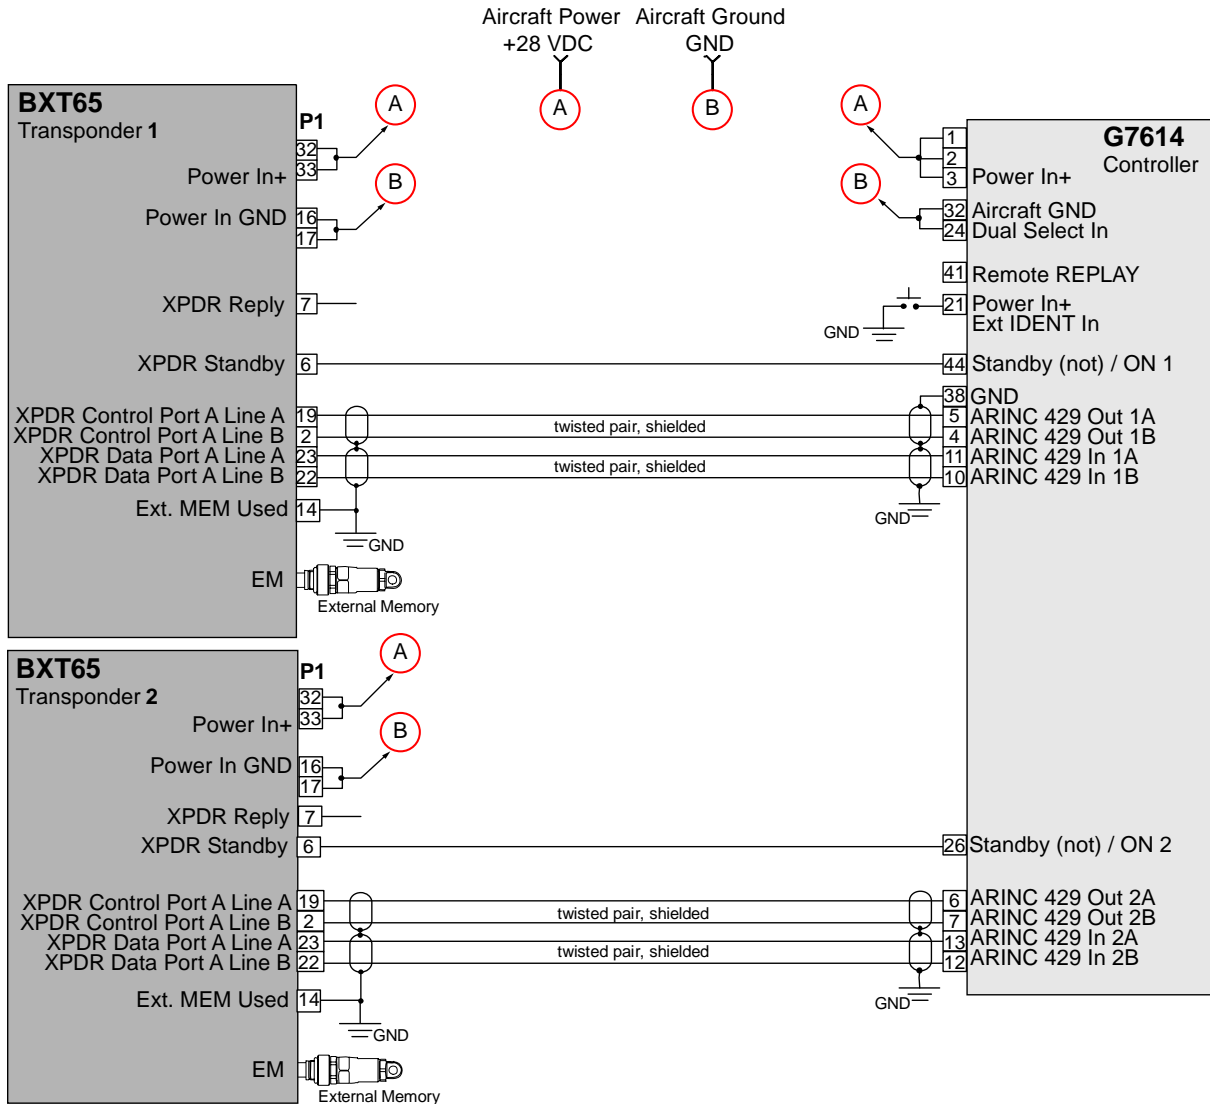 Aircraft Power
+28 VDC
Aircraft Ground
GND
A
B
BXT65
Transponder 1
P1
32
33
Power In+
A
Power In GND
16
17
B
XPDR Reply
7
XPDR Standby
6
XPDR Control Port A Line A
19
XPDR Control Port A Line B
2
XPDR Data Port A Line A
23
XPDR Data Port A Line B
22
twisted pair, shielded
twisted pair, shielded
Ext. MEM Used
14
GND
EM
External Memory
G7614
Controller
A
1
2
3
Power In+
B
32
Aircraft GND
24
Dual Select In
41
Remote REPLAY
21
Power In+
Ext IDENT In
GND
44
Standby (not) / ON 1
38
GND
5
ARINC 429 Out 1A
4
ARINC 429 Out 1B
11
ARINC 429 In 1A
10
ARINC 429 In 1B
GND
BXT65
Transponder 2
P1
32
33
Power In+
A
Power In GND
16
17
B
XPDR Reply
7
XPDR Standby
6
XPDR Control Port A Line A
19
XPDR Control Port A Line B
2
XPDR Data Port A Line A
23
XPDR Data Port A Line B
22
twisted pair, shielded
twisted pair, shielded
Ext. MEM Used
14
GND
EM
External Memory
26
Standby (not) / ON 2
6
ARINC 429 Out 2A
7
ARINC 429 Out 2B
13
ARINC 429 In 2A
12
ARINC 429 In 2B
GND